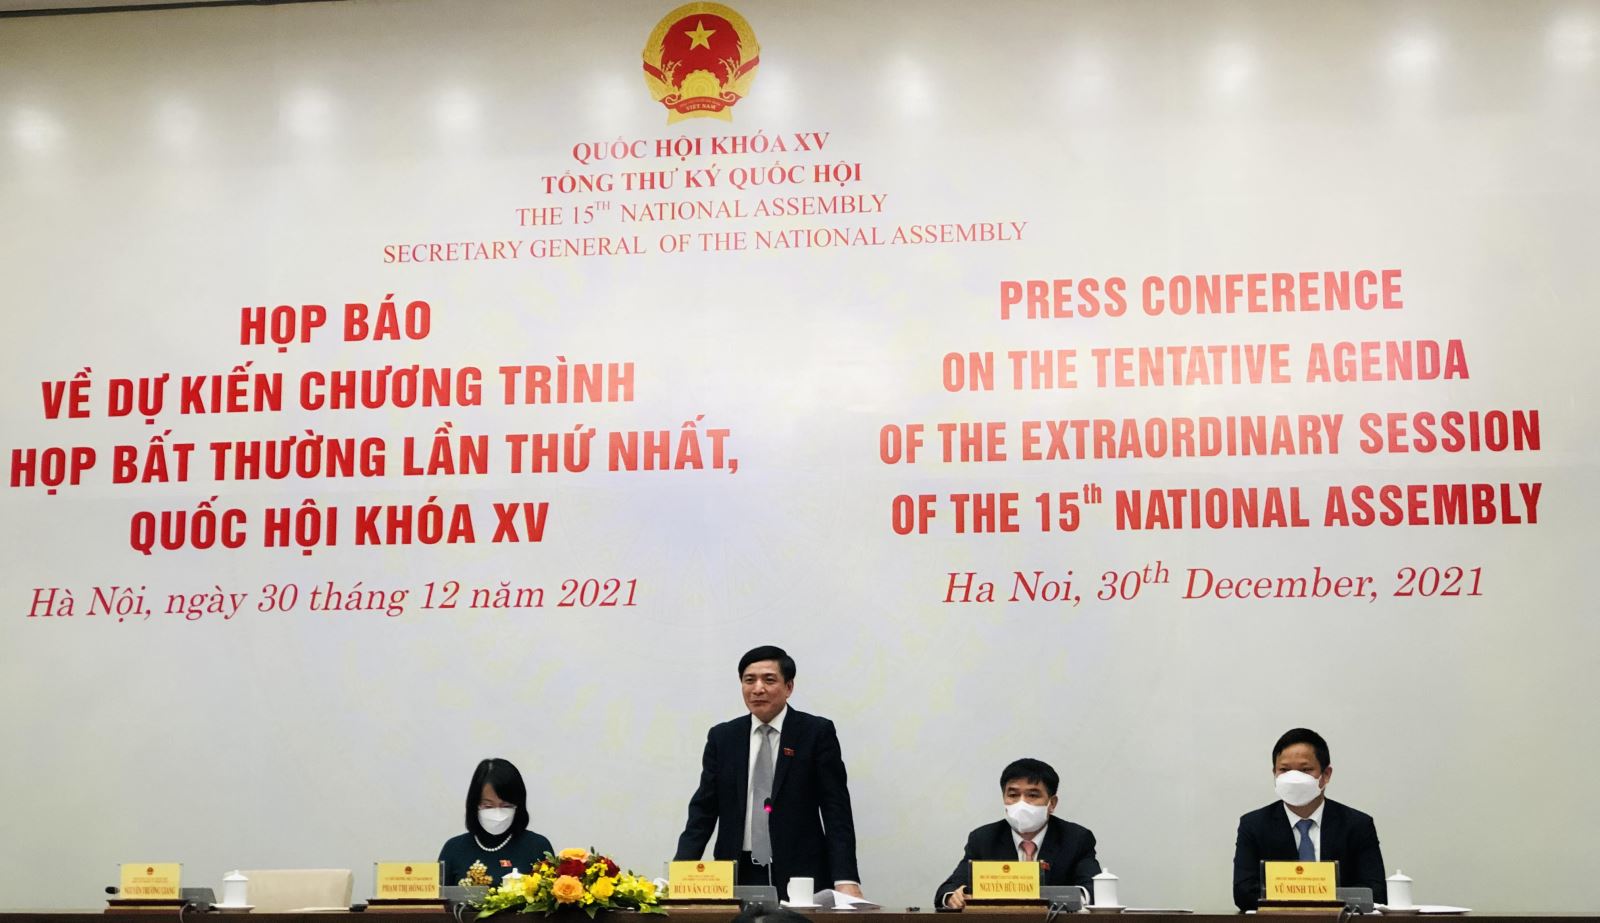 VIỆT NAM
QUỐC HỘI KHÓA XV
TỔNG THƯ KÝ QUỐC HỘI
THE 15TH NATIONAL ASSEMBLY
SECRETARY GENERAL OF THE NATIONAL ASSEMBLY
HỌP BÁO
VỀ DỰ KIẾN CHƯƠNG TRÌNH
HỌP BẤT THƯỜNG LẦN THỨ NHẤT,
QUỐC HỘI KHÓA XV
Hà Nội, ngày 30 tháng 12 năm 2021
PRESS CONFERENCE
ON THE TENTATIVE AGENDA
OF THE EXTRAORDINARY SESSION
OF THE 15th NATIONAL ASSEMBLY
Ha Noi, 30th December, 2021
NGUYỄN TRƯỜNG GIANG
PHẠM THỊ HỒNG YẾN
BÙI VĂN CƯỜNG
NGUYỄN HỮU TOÀN
VŨ MINH TUẤN